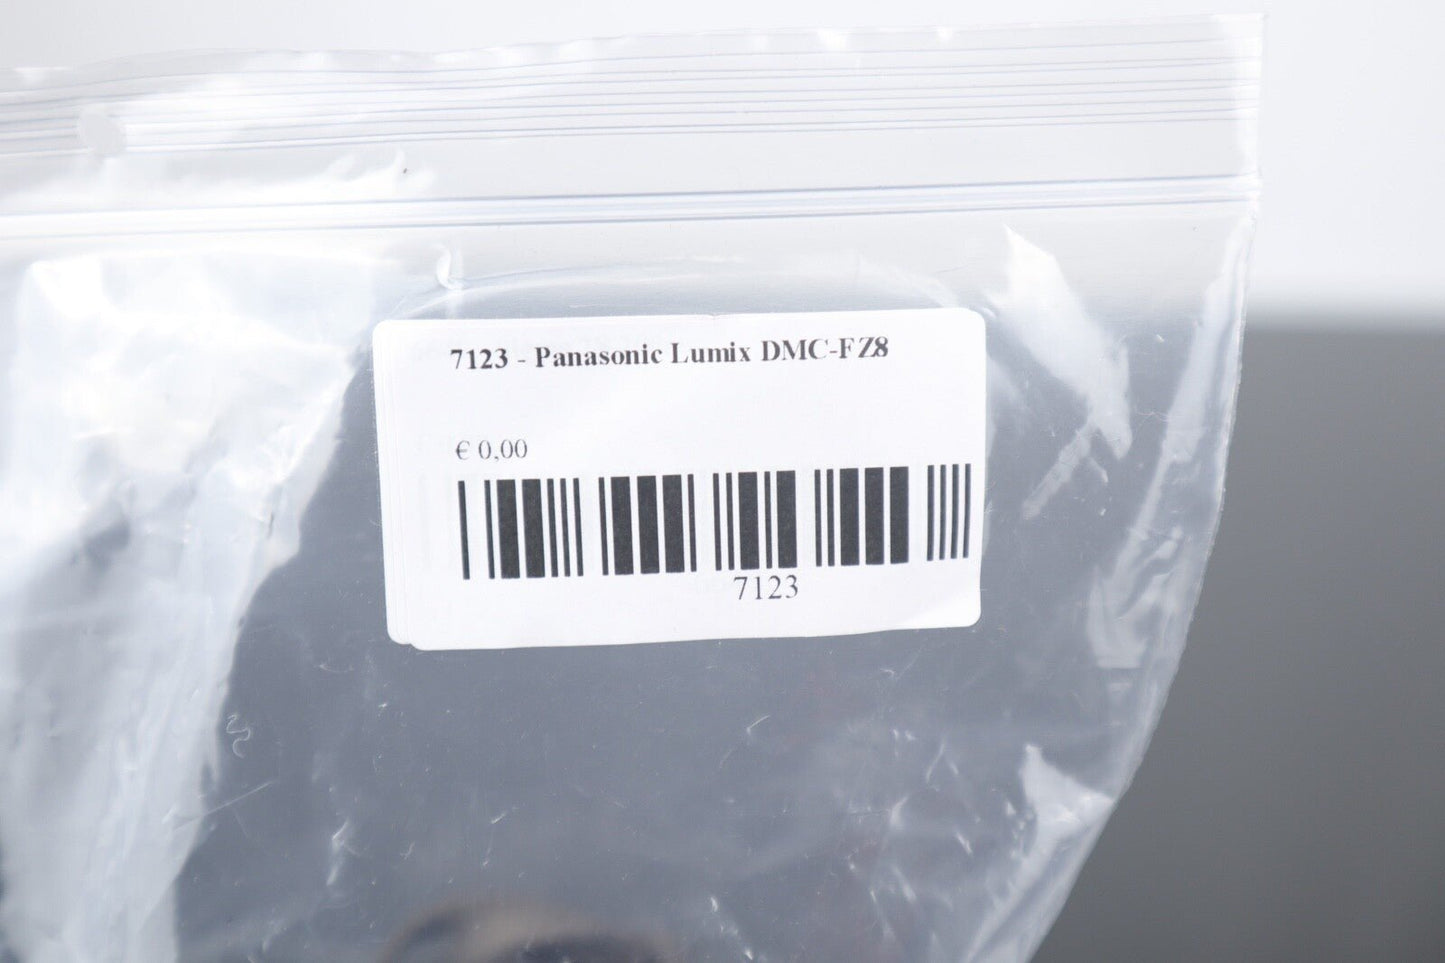 7123 - Panasonic Lumix DMC-FZ8
€ 0,00
7123